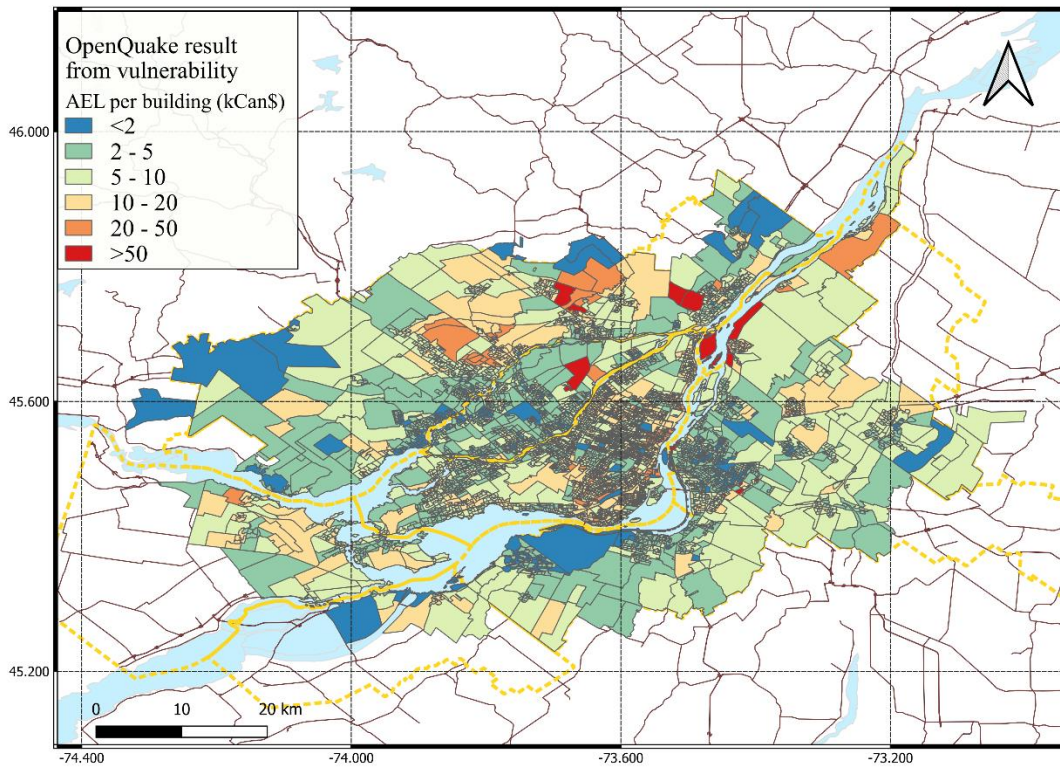 OpenQuake result
from vulnerability
AEL per building (kCan$)
<2
2 - 5
5 - 10
10 - 20
20 - 50
>50
46.000
45.600
45.200
0 10 20 km
-74.400 -74.000 -73.600 -73.200